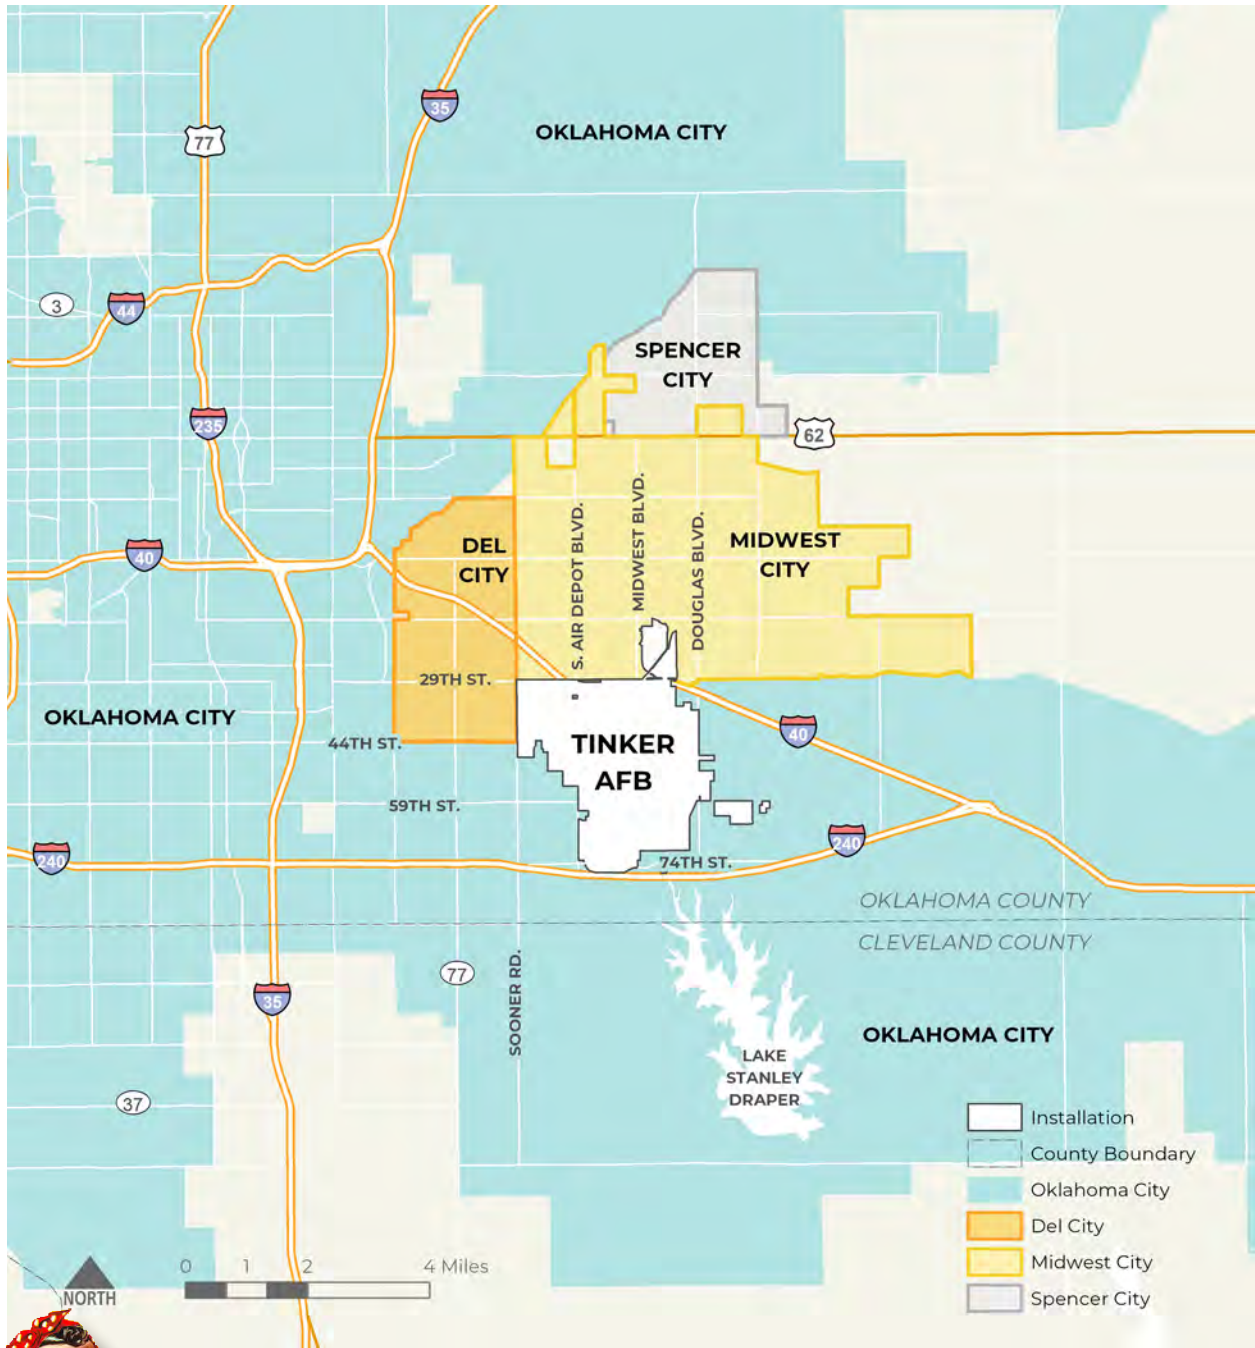 35
OKLAHOMA CITY
77
3
44
SPENCER
CITY
235
62
MIDWEST BLVD.
S. AIR DEPOT BLVD.
DOUGLAS BLVD.
DEL
CITY
MIDWEST
CITY
40
29TH ST.
OKLAHOMA CITY
44TH ST.
TINKER
AFB
40
59TH ST.
240
240
74TH ST.
OKLAHOMA COUNTY
CLEVELAND COUNTY
77
35
SOONER RD.
OKLAHOMA CITY
LAKE
STANLEY
DRAPER
37
Installation
County Boundary
Oklahoma City
Del City
Midwest City
Spencer City
0 1 2 4 Miles
NORTH